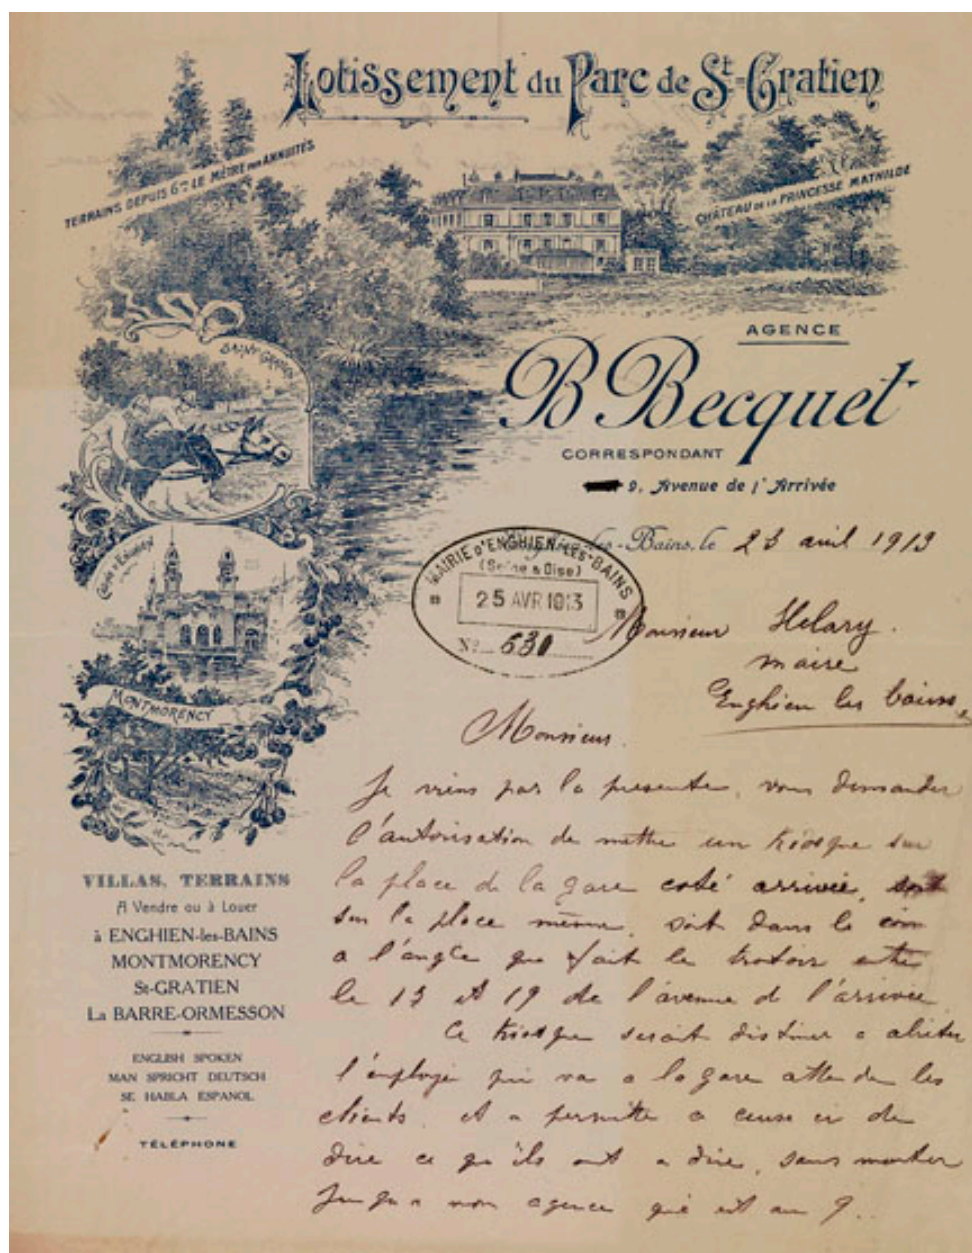 Lotissement du Parc de St-Gratien
TERRAINS DEPUIS 6 LE MÈTRE PAR ANNUITÉS
CHÂTEAU DE LA PRINCESSE MATHILDE
AGENCE
B Becquet
CORRESPONDANT
9, Avenue de l'Arrivée
SAINT GRATIEN
-les-Bains, le 23 avril 1913
MAIRIE D'ENGHIEN-LES-BAINS
(Seine & Oise)
25 AVR 1913
No 630
Monsieur Helary.
maire
Enghien les bains
MONTMORENCY
Monsieur.
Je viens par la presente, vous demander
l'autorisation de mettre un kiosque sur
la place de la gare coté arrivée, soit
sur la place même, soit dans le coin
a l'angle que fait le trotoir entre
le 13 et 19 de l'avenue d l'arrivée
Ce kiosque serait distiner a abriter
l'employé qui va a la gare attendre les
clients et a permettre a ceux ci de
dire ce qu'ils ont a dire, sans monter
jusqu'a mon agence qui est au 9..
VILLAS, TERRAINS
A Vendre ou à Louer
à ENGHIEN-les-BAINS
MONTMORENCY
St-GRATIEN
La BARRE-ORMESSON
ENGLISH SPOKEN
MAN SPRICHT DEUTSCH
SE HABLA ESPANOL
TÉLÉPHONE